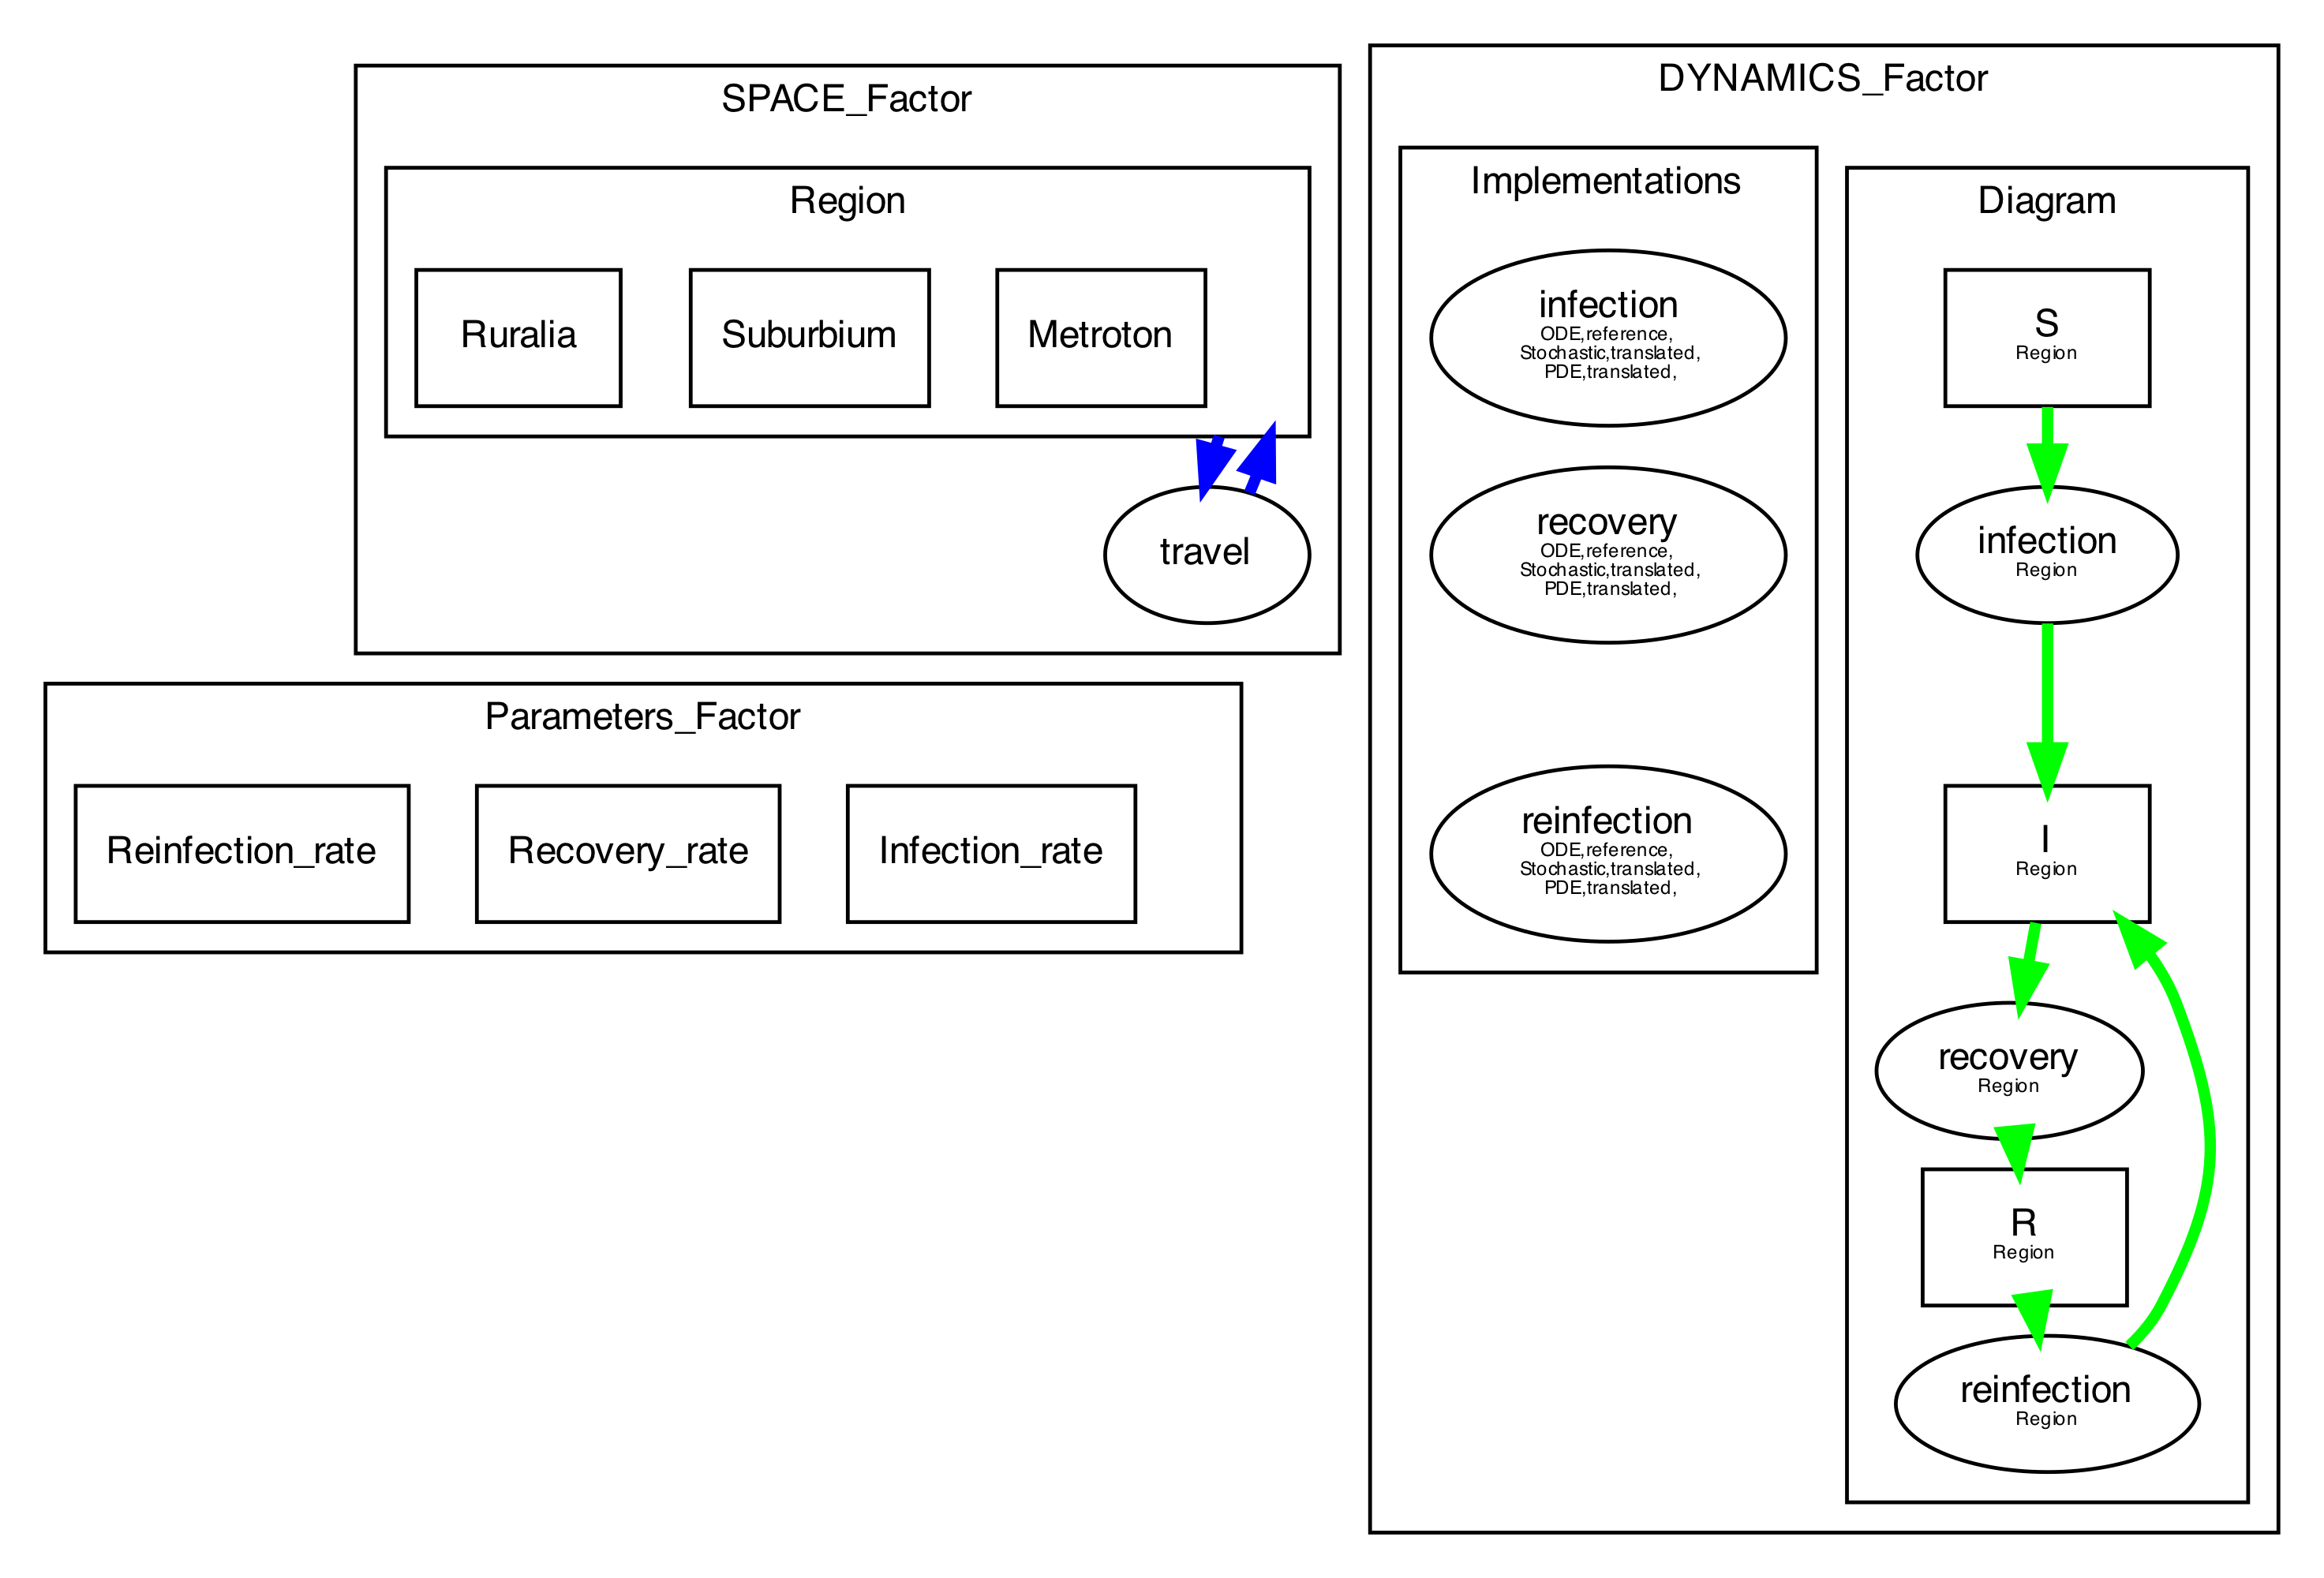 SPACE_Factor
Region
Ruralia
Suburbium
Metroton
travel
Parameters_Factor
Reinfection_rate
Recovery_rate
Infection_rate
DYNAMICS_Factor
Implementations
infection
ODE,reference,
Stochastic,translated,
PDE,translated,
recovery
ODE,reference,
Stochastic,translated,
PDE,translated,
reinfection
ODE,reference,
Stochastic,translated,
PDE,translated,
Diagram
S
Region
infection
Region
I
Region
recovery
Region
R
Region
reinfection
Region